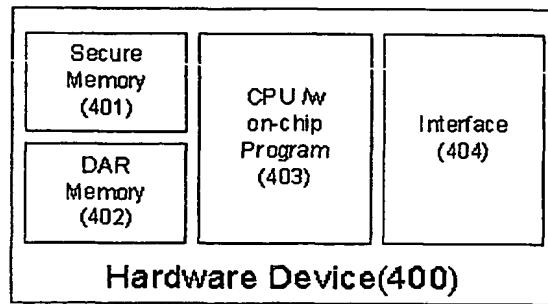 Secure
Memory
(401)
DAR
Memory
(402)
CPU /w
on-chip
Program
(403)
Interface
(404)
Hardware Device(400)